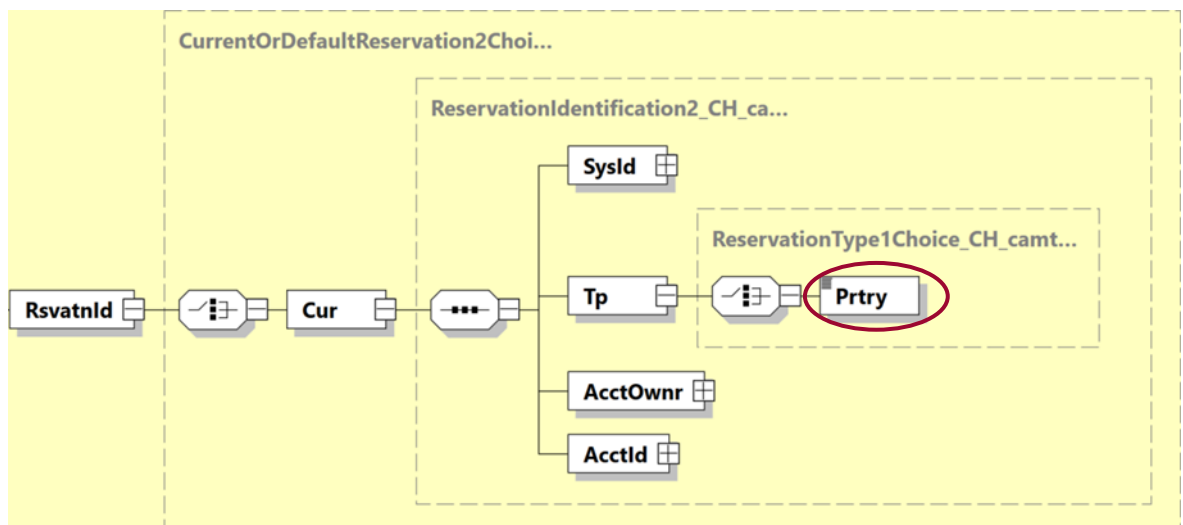 CurrentOrDefaultReservation2Choi...
ReservationIdentification2_CH_ca...
SysId
ReservationType1Choice_CH_camt...
RsvatnId
Cur
Tp
Prtry
AcctOwnr
AcctId